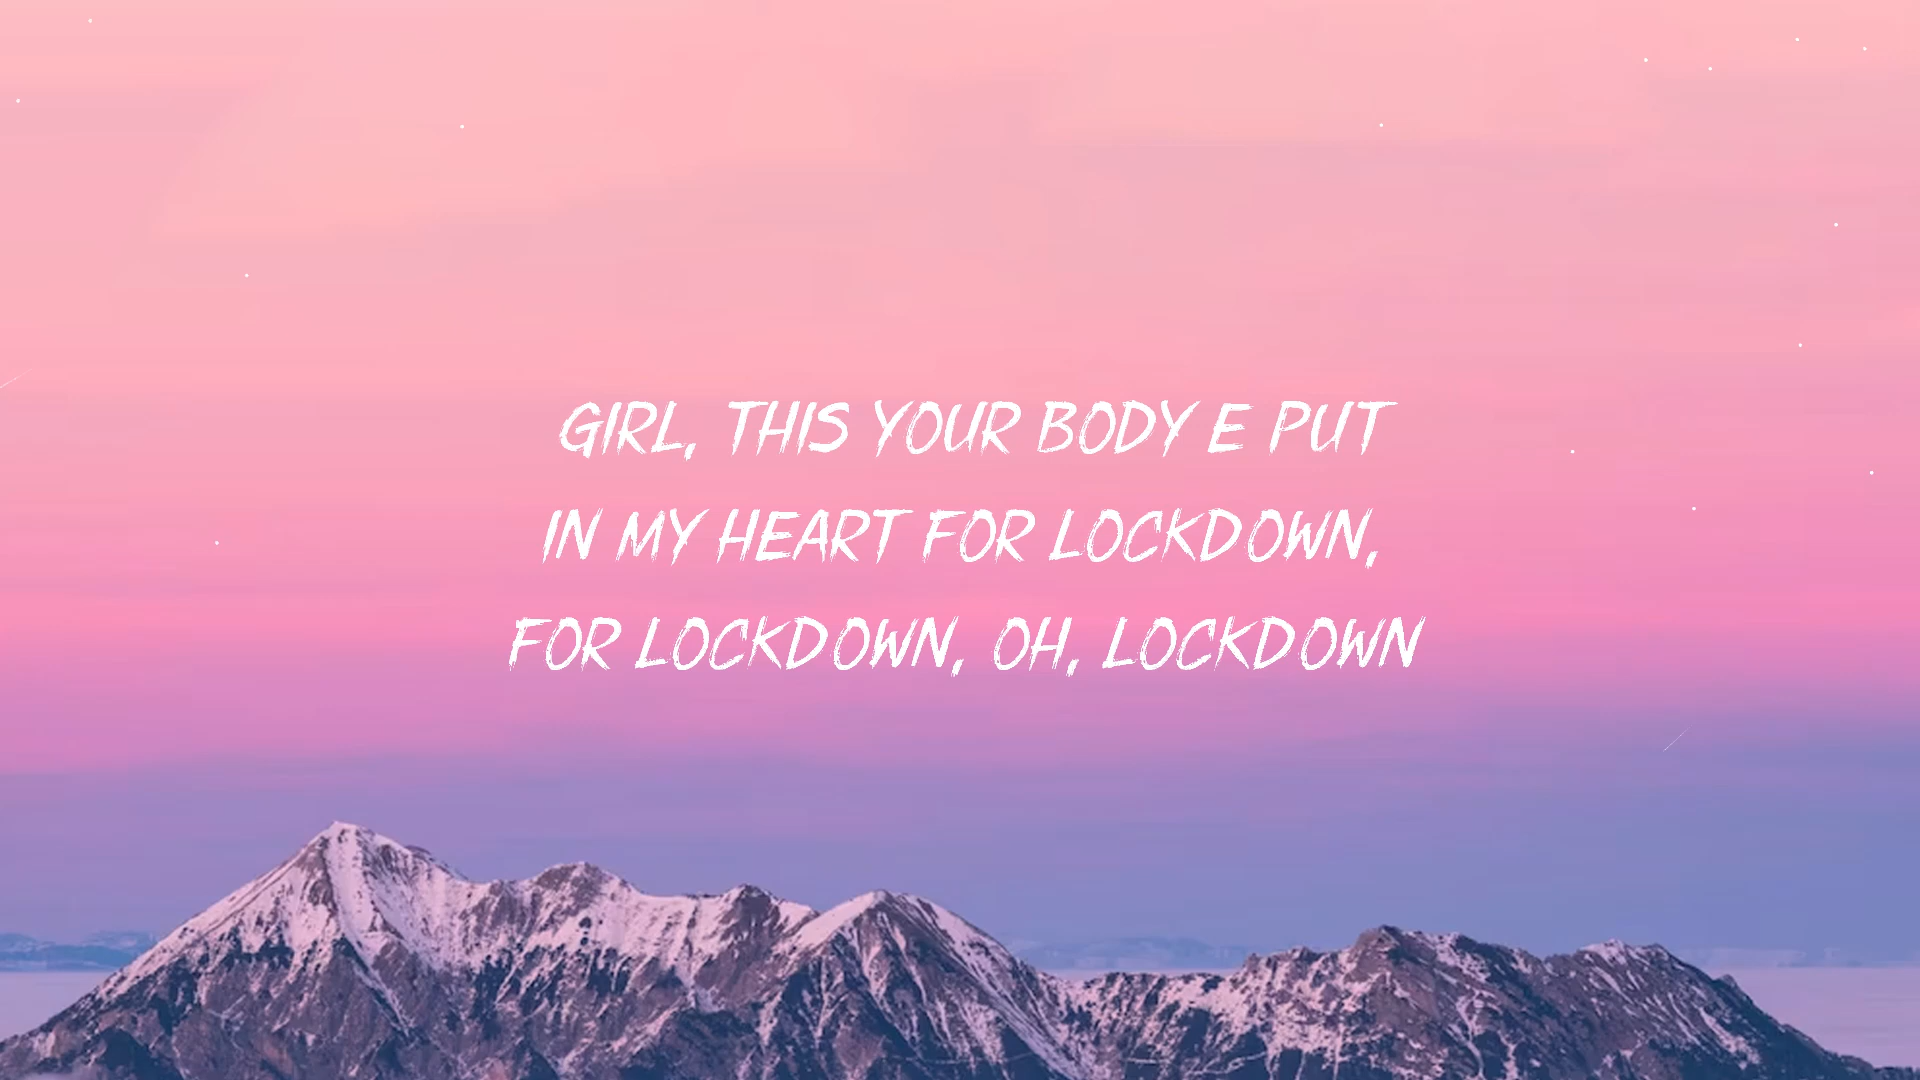 GIRL, THIS YOUR BODY E PUT
IN MY HEART FOR LOCKDOWN,
FOR LOCKDOWN, OH, LOCKDOWN